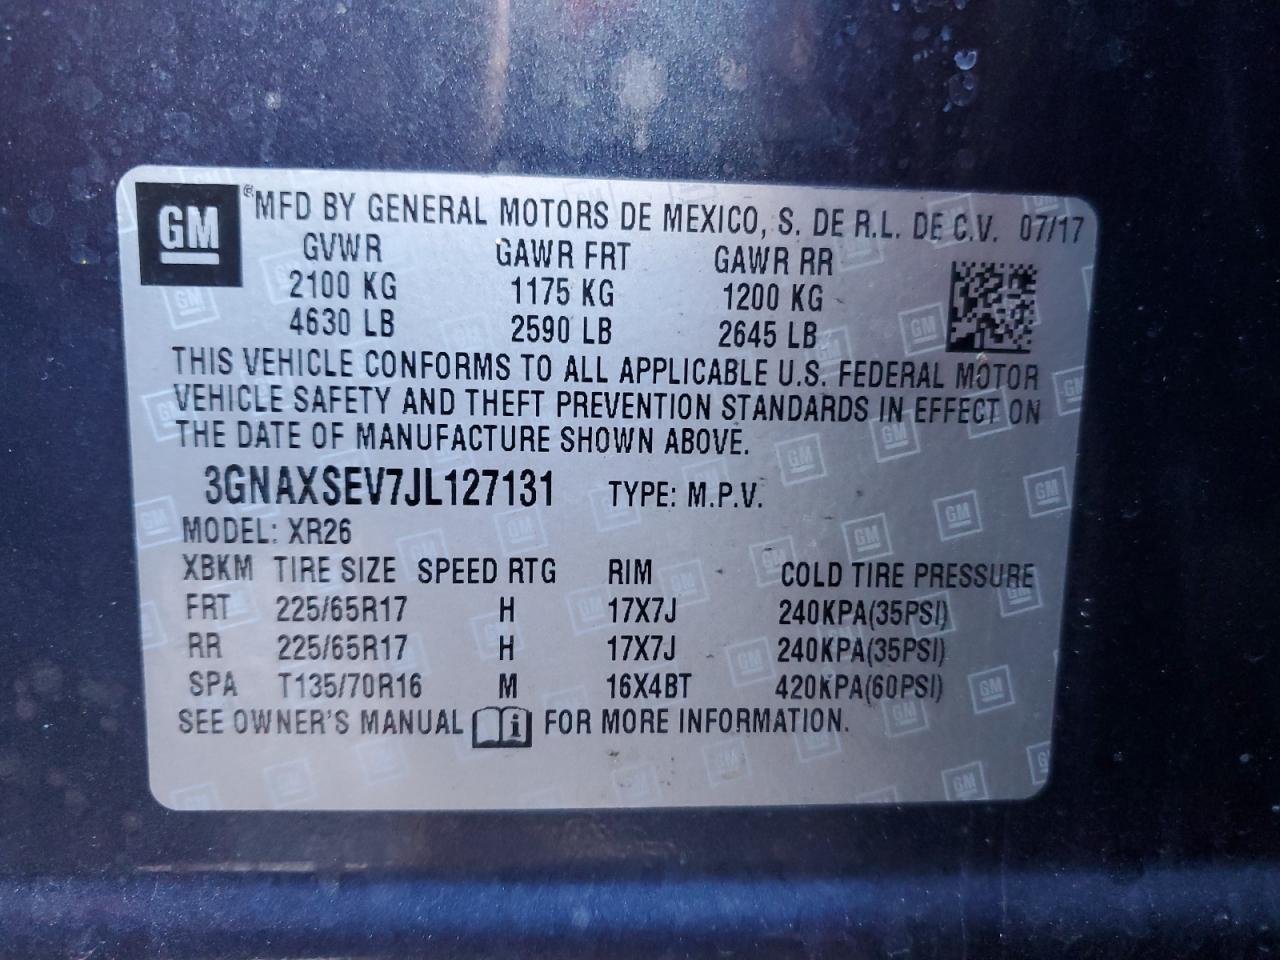 GM ® MFD BY GENERAL MOTORS DE MEXICO, S. DE R.L. DE C.V. 07/17
GVWR GAWR FRT GAWR RR
2100 KG 1175 KG 1200 KG
4630 LB 2590 LB 2645 LB
THIS VEHICLE CONFORMS TO ALL APPLICABLE U.S. FEDERAL MOTOR
VEHICLE SAFETY AND THEFT PREVENTION STANDARDS IN EFFECT ON
THE DATE OF MANUFACTURE SHOWN ABOVE.
3GNAXSEV7JL127131 TYPE: M.P.V.
MODEL: XR26
XBKM TIRE SIZE SPEED RTG RIM COLD TIRE PRESSURE
FRT 225/65R17 H 17X7J 240KPA(35PSI)
RR 225/65R17 H 17X7J 240KPA(35PSI)
SPA T135/70R16 M 16X4BT 420KPA(60PSI)
SEE OWNER'S MANUAL i FOR MORE INFORMATION.